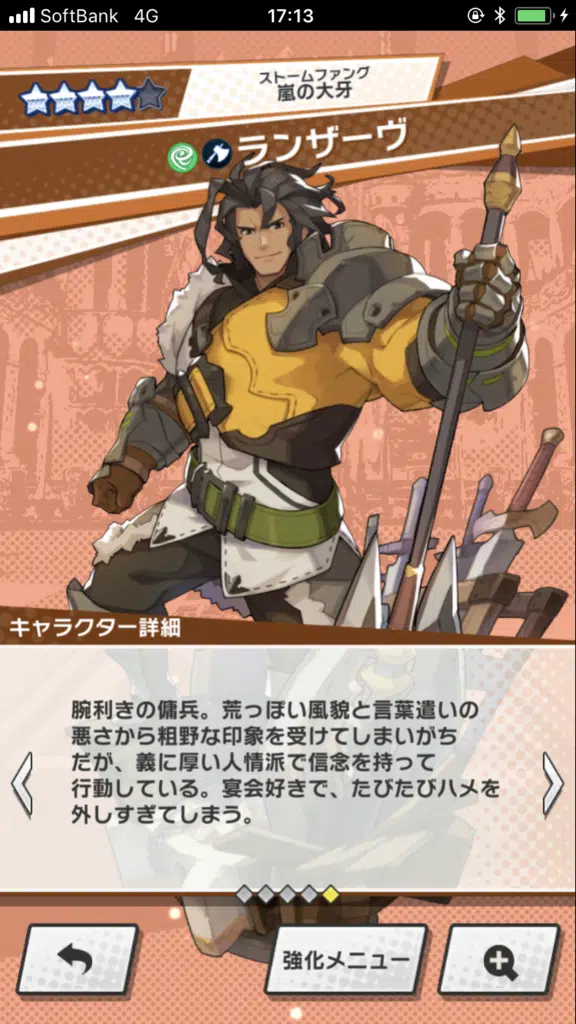 SoftBank 4G 17:13
ストームファング
嵐の大牙
ランザーヴ
キャラクター詳細
腕利きの傭兵。荒っぽい風貌と言葉遣いの
悪さから粗野な印象を受けてしまいがち
だが、義に厚い人情派で信念を持って
行動している。宴会好きで、たびたびハメを
外しすぎてしまう。
強化メニュー